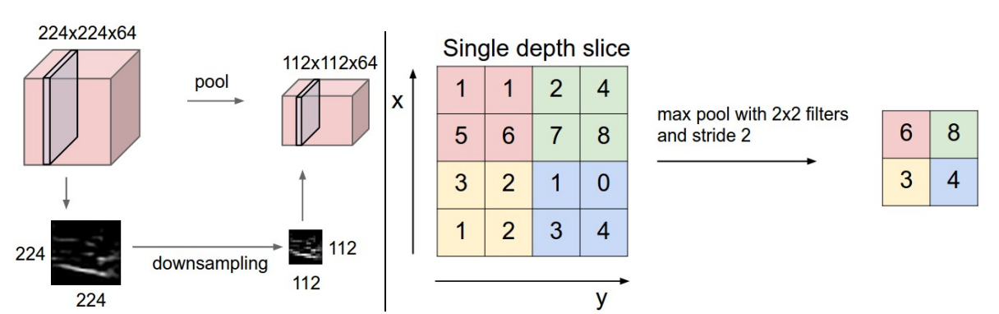 224x224x64
pool
112x112x64
224
224
downsampling
112
112
Single depth slice
x
1 1 2 4
5 6 7 8
3 2 1 0
1 2 3 4
y
max pool with 2x2 filters
and stride 2
6 8
3 4